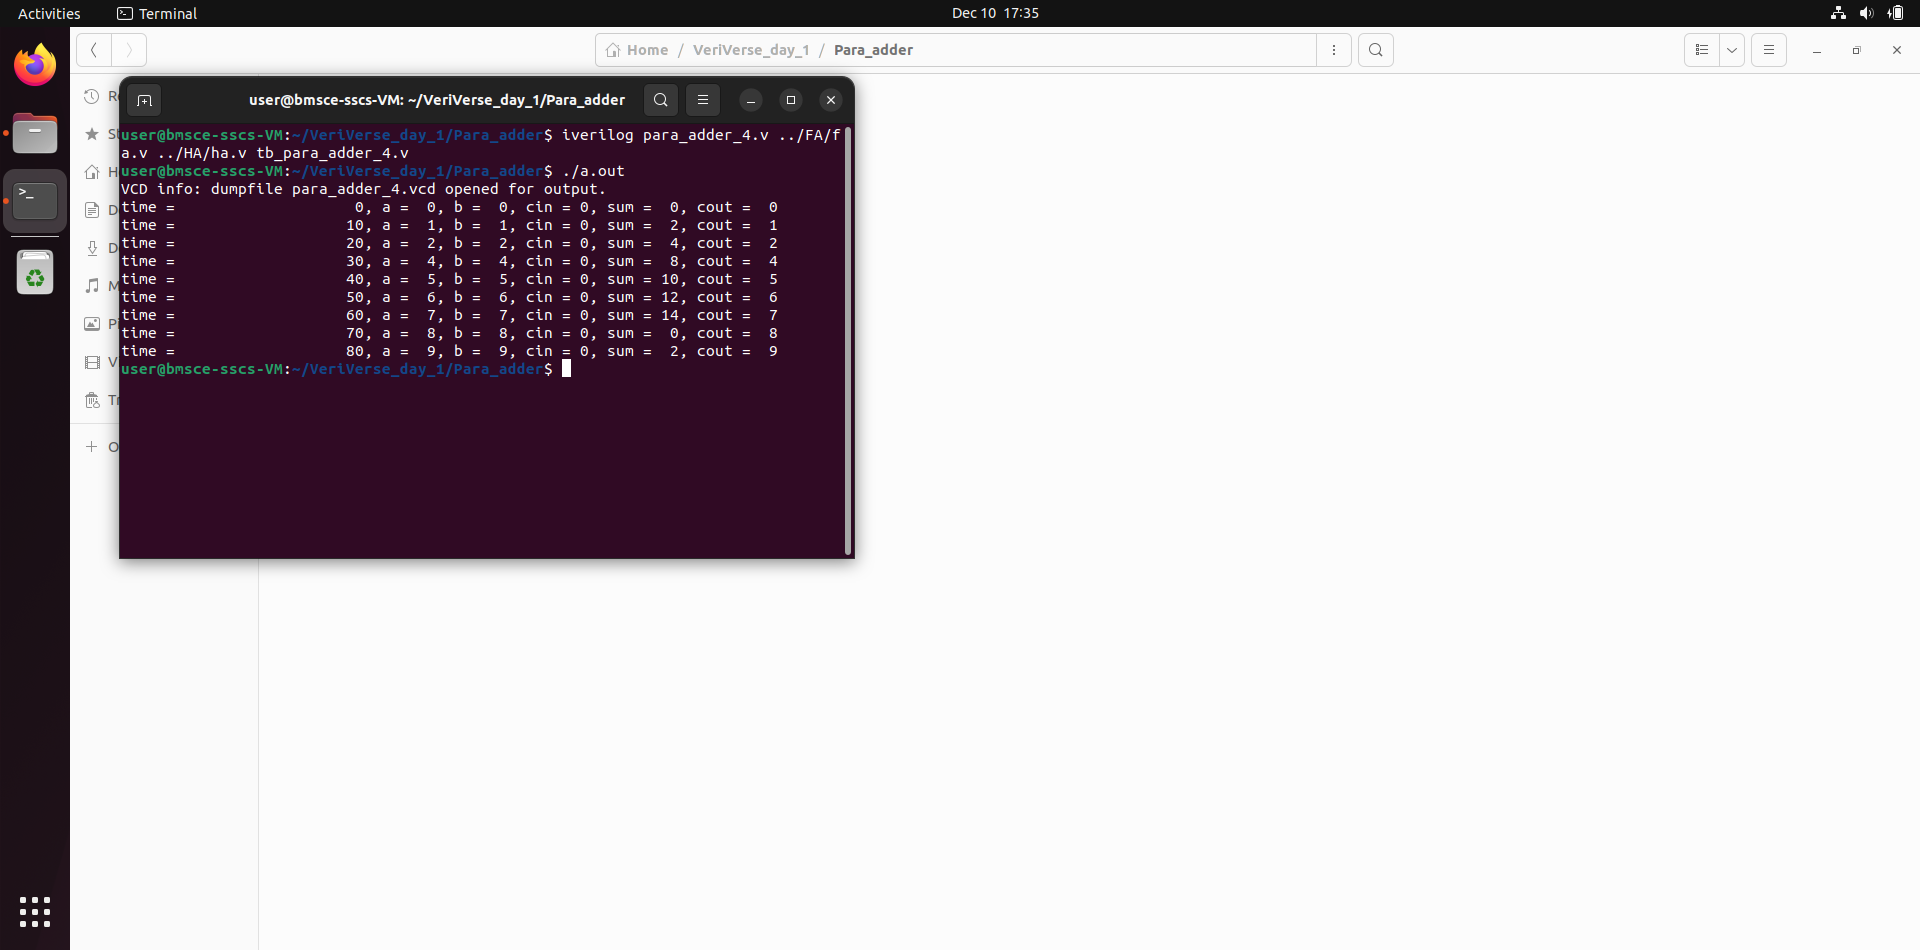 Activities Terminal Dec 10 17:35
Home / VeriVerse_day_1 / Para_adder
user@bmsce-sscs-VM: ~/VeriVerse_day_1/Para_adder
user@bmsce-sscs-VM:~/VeriVerse_day_1/Para_adder$ iverilog para_adder_4.v ../FA/f
a.v ../HA/ha.v tb_para_adder_4.v
user@bmsce-sscs-VM:~/VeriVerse_day_1/Para_adder$ ./a.out
VCD info: dumpfile para_adder_4.vcd opened for output.
time =                    0, a =  0, b =  0, cin = 0, sum =  0, cout =  0
time =                   10, a =  1, b =  1, cin = 0, sum =  2, cout =  1
time =                   20, a =  2, b =  2, cin = 0, sum =  4, cout =  2
time =                   30, a =  4, b =  4, cin = 0, sum =  8, cout =  4
time =                   40, a =  5, b =  5, cin = 0, sum = 10, cout =  5
time =                   50, a =  6, b =  6, cin = 0, sum = 12, cout =  6
time =                   60, a =  7, b =  7, cin = 0, sum = 14, cout =  7
time =                   70, a =  8, b =  8, cin = 0, sum =  0, cout =  8
time =                   80, a =  9, b =  9, cin = 0, sum =  2, cout =  9
user@bmsce-sscs-VM:~/VeriVerse_day_1/Para_adder$